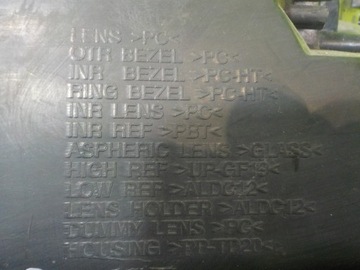 LENS >PC<
OTR BEZEL >PC<
INR BEZEL >PC-HT<
RING BEZEL >PC-HT<
INR LENS >PC<
INR REF >PBT<
ASPHERIC LENS >GLASS<
HIGH REF >UP-GF19<
LOW REF >ALDC12<
LENS HOLDER >ALDC12<
DUMMY LENS >PC<
HOUSING >PP-TD20<